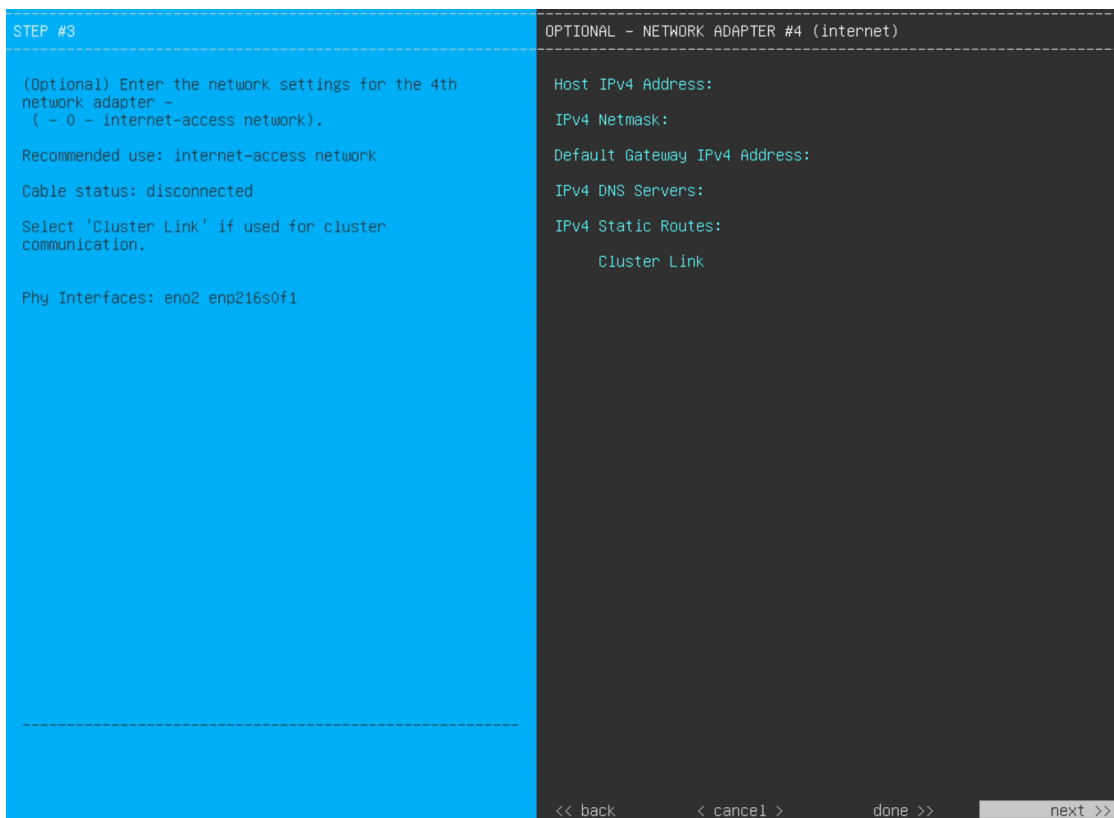 STEP #3
(Optional) Enter the network settings for the 4th
network adapter -
( - 0 - internet-access network).
Recommended use: internet-access network
Cable status: disconnected
Select 'Cluster Link' if used for cluster
communication.
Phy Interfaces: eno2 enp216s0f1
OPTIONAL - NETWORK ADAPTER #4 (internet)
Host IPv4 Address:
IPv4 Netmask:
Default Gateway IPv4 Address:
IPv4 DNS Servers:
IPv4 Static Routes:
Cluster Link
<< back < cancel > done >> next >>